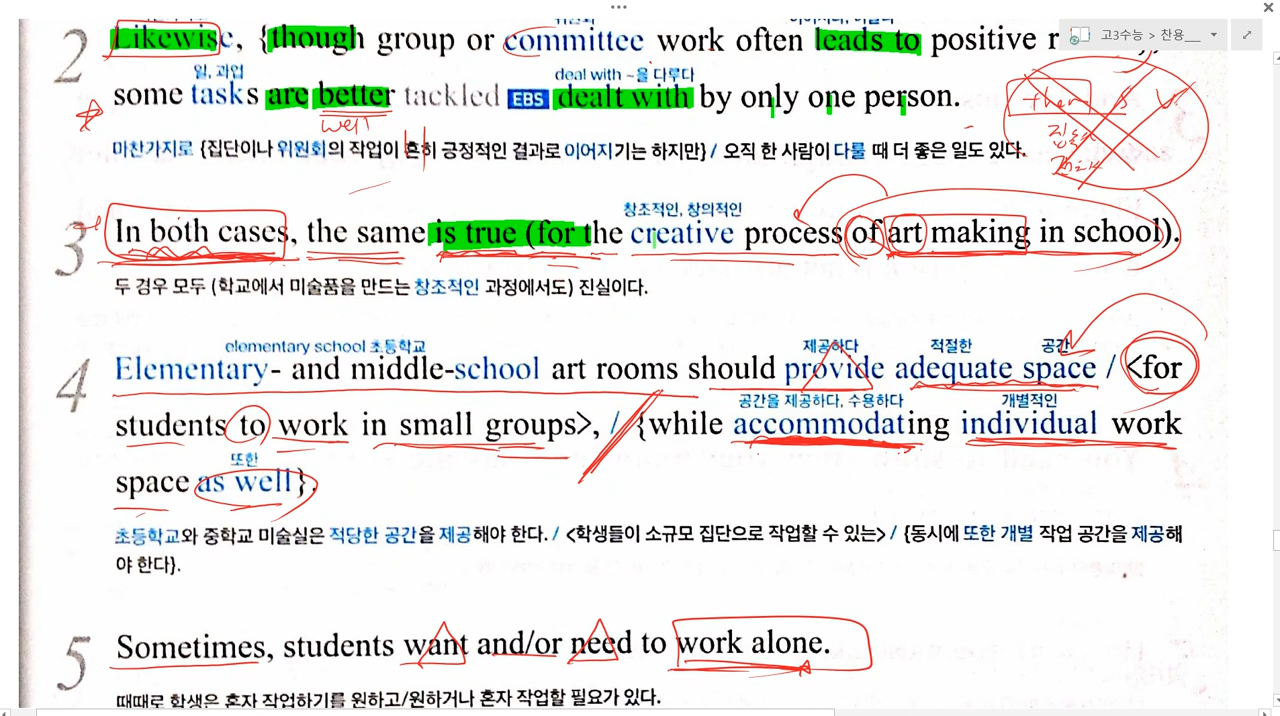 고3수능 > 찬용__
2 Likewise, {though group or committee work often leads to positive
일, 과업 deal with ~을 다루다
some tasks are better tackled EBS dealt with by only one person.
well
마찬가지로 {집단이나 위원회의 작업이 흔히 긍정적인 결과로 이어지기는 하지만} / 오직 한 사람이 다룰 때 더 좋은 일도 있다.
창조적인, 창의적인
3 In both cases, the same is true (for the creative process of art making in school).
두 경우 모두 (학교에서 미술품을 만드는 창조적인 과정에서도) 진실이다.
elementary school 초등학교 제공하다 적절한 공간
4 Elementary- and middle-school art rooms should provide adequate space / <for
공간을 제공하다, 수용하다 개별적인
students to work in small groups>, / {while accommodating individual work
또한
space as well}.
초등학교와 중학교 미술실은 적당한 공간을 제공해야 한다. / <학생들이 소규모 집단으로 작업할 수 있는> / {동시에 또한 개별 작업 공간을 제공해
야 한다}.
5 Sometimes, students want and/or need to work alone.
때때로 학생은 혼자 작업하기를 원하고/원하거나 혼자 작업할 필요가 있다.